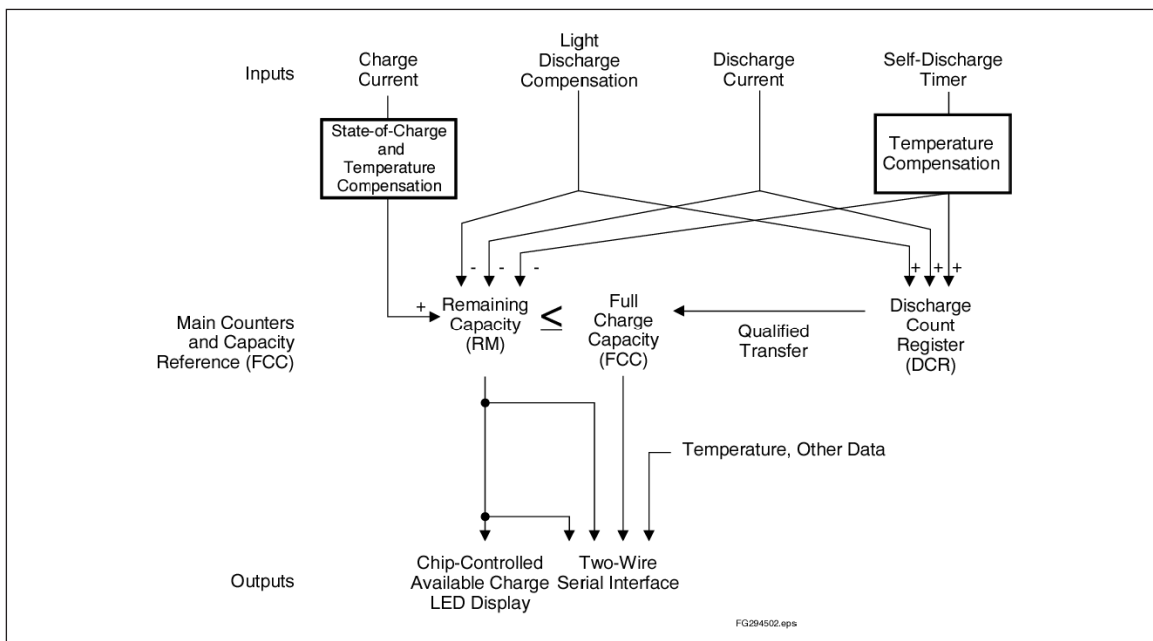 Inputs
Charge
Current
Light
Discharge
Compensation
Discharge
Current
Self-Discharge
Timer
State-of-Charge
and
Temperature
Compensation
Temperature
Compensation
-
-
-
+
+
+
+
Main Counters
and Capacity
Reference (FCC)
Remaining
Capacity
(RM)
≤
Full
Charge
Capacity
(FCC)
Qualified
Transfer
Discharge
Count
Register
(DCR)
Temperature, Other Data
Outputs
Chip-Controlled
Available Charge
LED Display
Two-Wire
Serial Interface
FG294502.eps